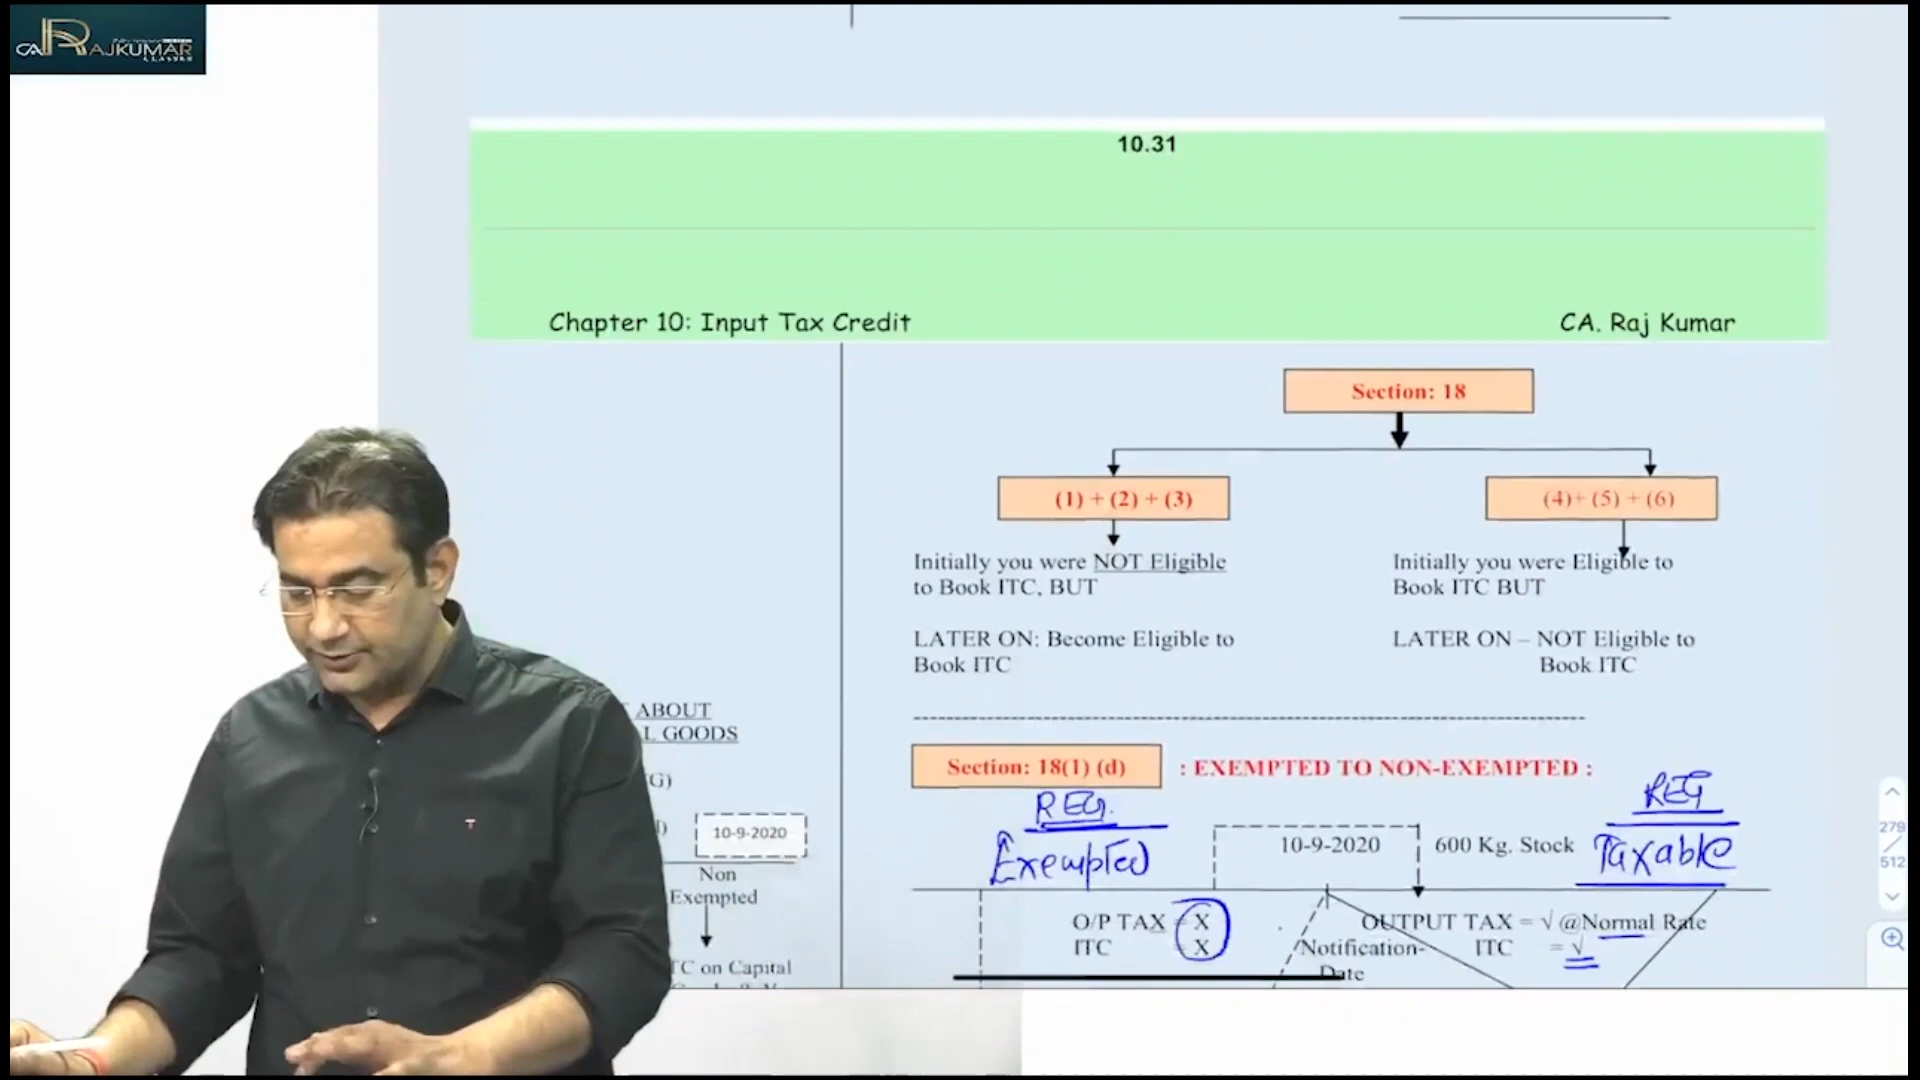 CA RAJKUMAR
CLASSES
10.31
Chapter 10: Input Tax Credit
CA. Raj Kumar
Section: 18
(1) + (2) + (3)
(4)+ (5) + (6)
Initially you were NOT Eligible
to Book ITC, BUT
LATER ON: Become Eligible to
Book ITC
Initially you were Eligible to
Book ITC BUT
LATER ON – NOT Eligible to
Book ITC
ABOUT
GOODS
10-9-2020
Non
Exempted
on Capital
Section: 18(1) (d) : EXEMPTED TO NON-EXEMPTED :
REG.
Exempted
10-9-2020
600 Kg. Stock
REG
Taxable
O/P TAX = X
ITC = X
Notification-
Date
OUTPUT TAX = √ @Normal Rate
ITC = √
279
/
512